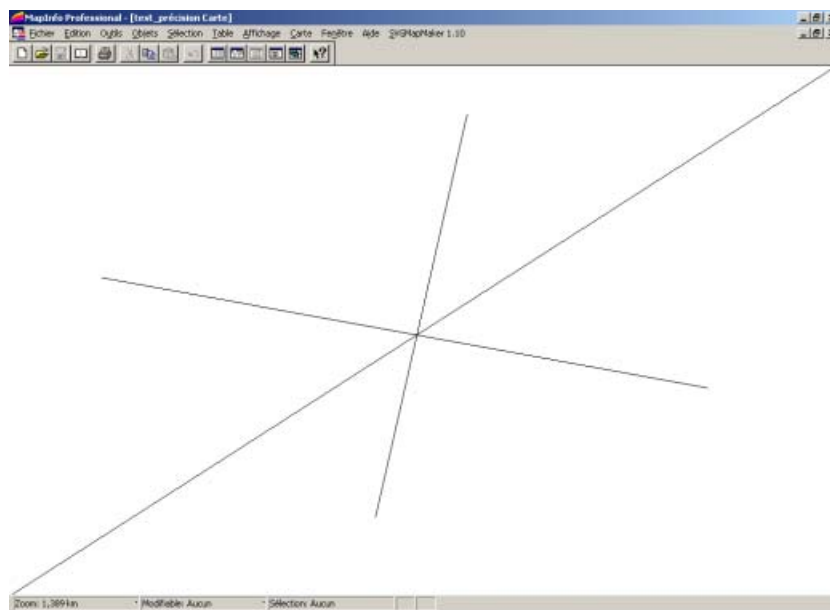 MapInfo Professional - [test_précision Carte]
Fichier Edition Outils Objets Sélection Table Affichage Carte Fenêtre Aide SVGMapMaker 1.10
Zoom: 1,389 km Modifiable: Aucun Sélection: Aucun